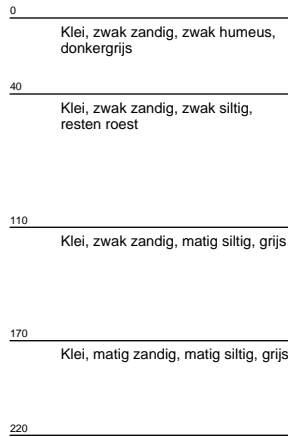 0
Klei, zwak zandig, zwak humeus,
donkergrijs
40
Klei, zwak zandig, zwak siltig,
resten roest
110
Klei, zwak zandig, matig siltig, grijs
170
Klei, matig zandig, matig siltig, grijs
220